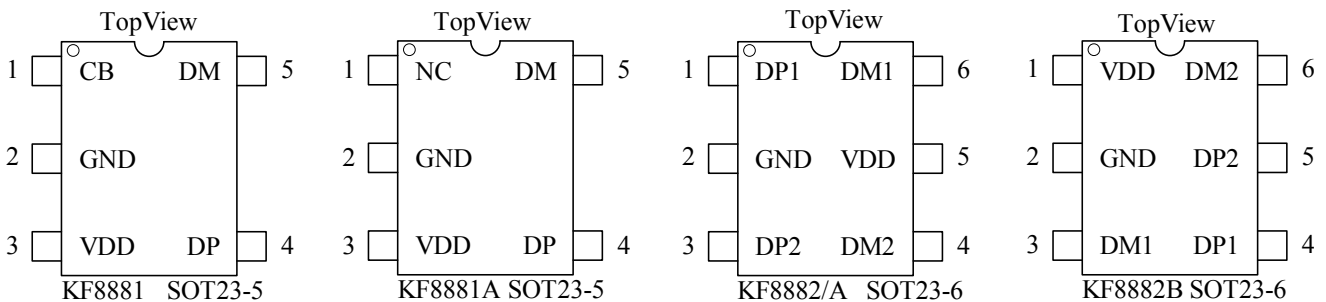 TopView
1 CB DM 5
2 GND
3 VDD DP 4
KF8881 SOT23-5
TopView
1 NC DM 5
2 GND
3 VDD DP 4
KF8881A SOT23-5
TopView
1 DP1 DM1 6
2 GND VDD 5
3 DP2 DM2 4
KF8882/A SOT23-6
TopView
1 VDD DM2 6
2 GND DP2 5
3 DM1 DP1 4
KF8882B SOT23-6